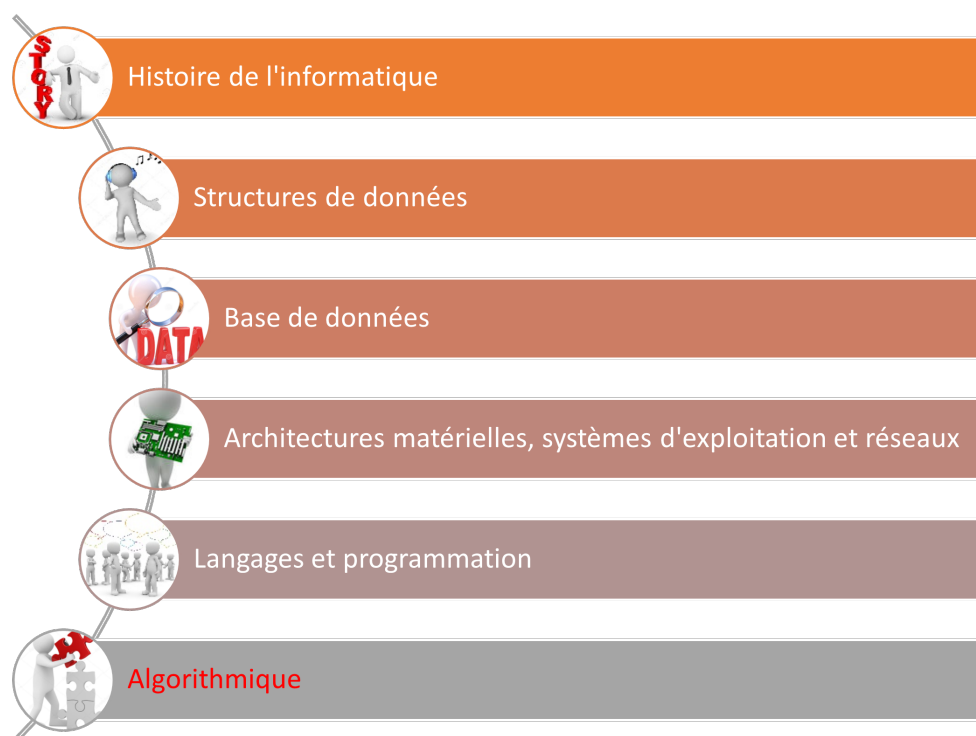 STORY
Histoire de l'informatique
Structures de données
DATA
Base de données
Architectures matérielles, systèmes d'exploitation et réseaux
Langages et programmation
Algorithmique